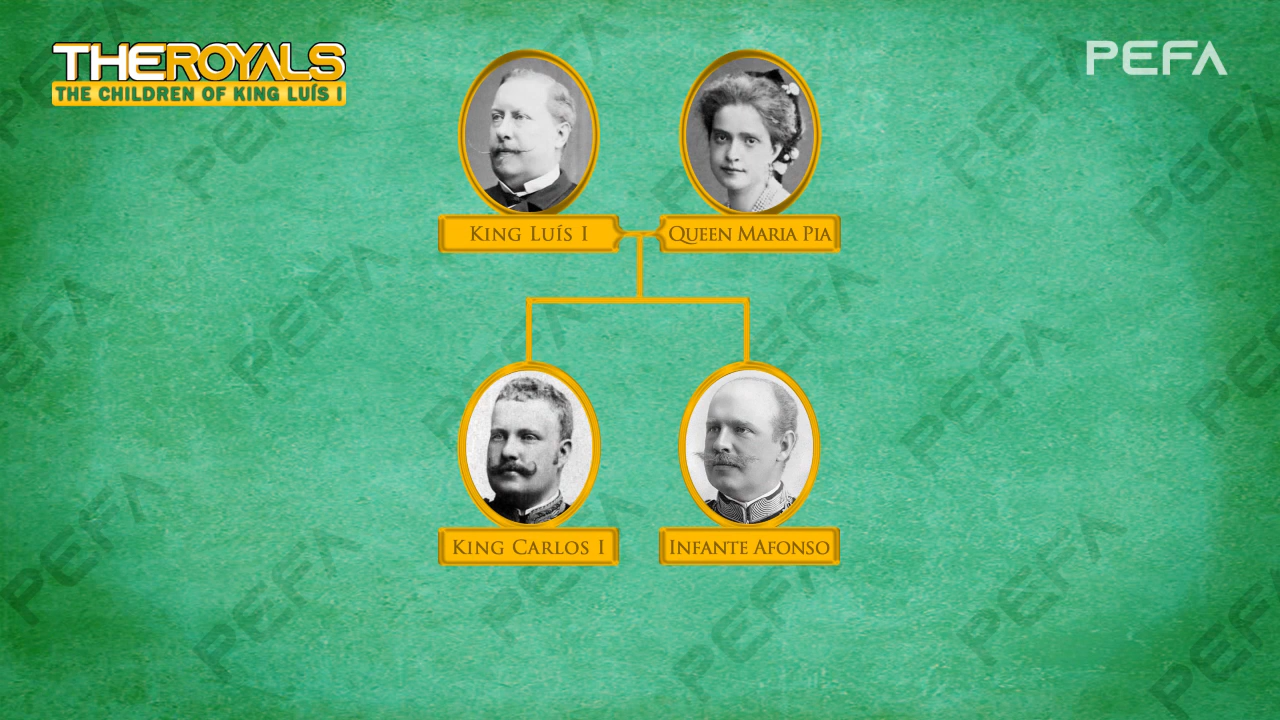 THEROYALS
THE CHILDREN OF KING LUÍS I
PEFA
KING LUÍS I
QUEEN MARIA PIA
KING CARLOS I
INFANTE AFONSO